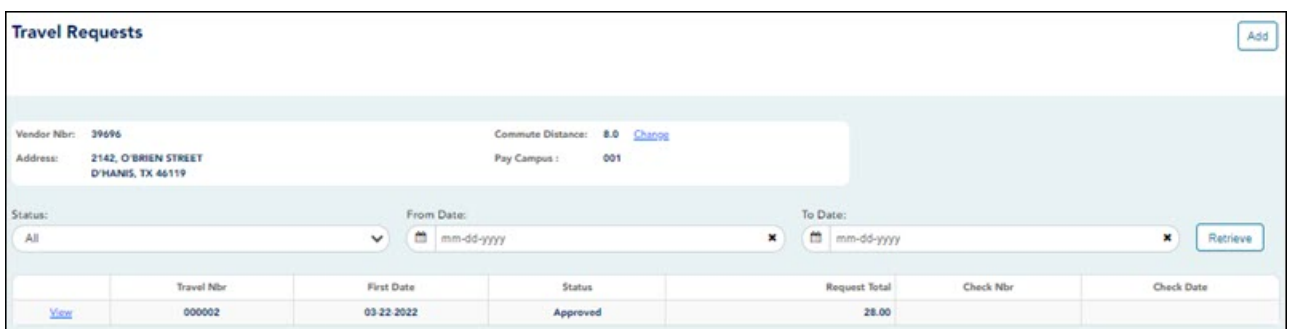 Travel Requests
Add
Vendor Nbr: 39696 Commute Distance: 8.0 Change
Address: 2142, O'BRIEN STREET Pay Campus : 001
D'HANIS, TX 46119
Status: From Date: To Date:
All mm-dd-yyyy mm-dd-yyyy Retrieve
Travel Nbr First Date Status Request Total Check Nbr Check Date
View 000002 03-22-2022 Approved 28.00